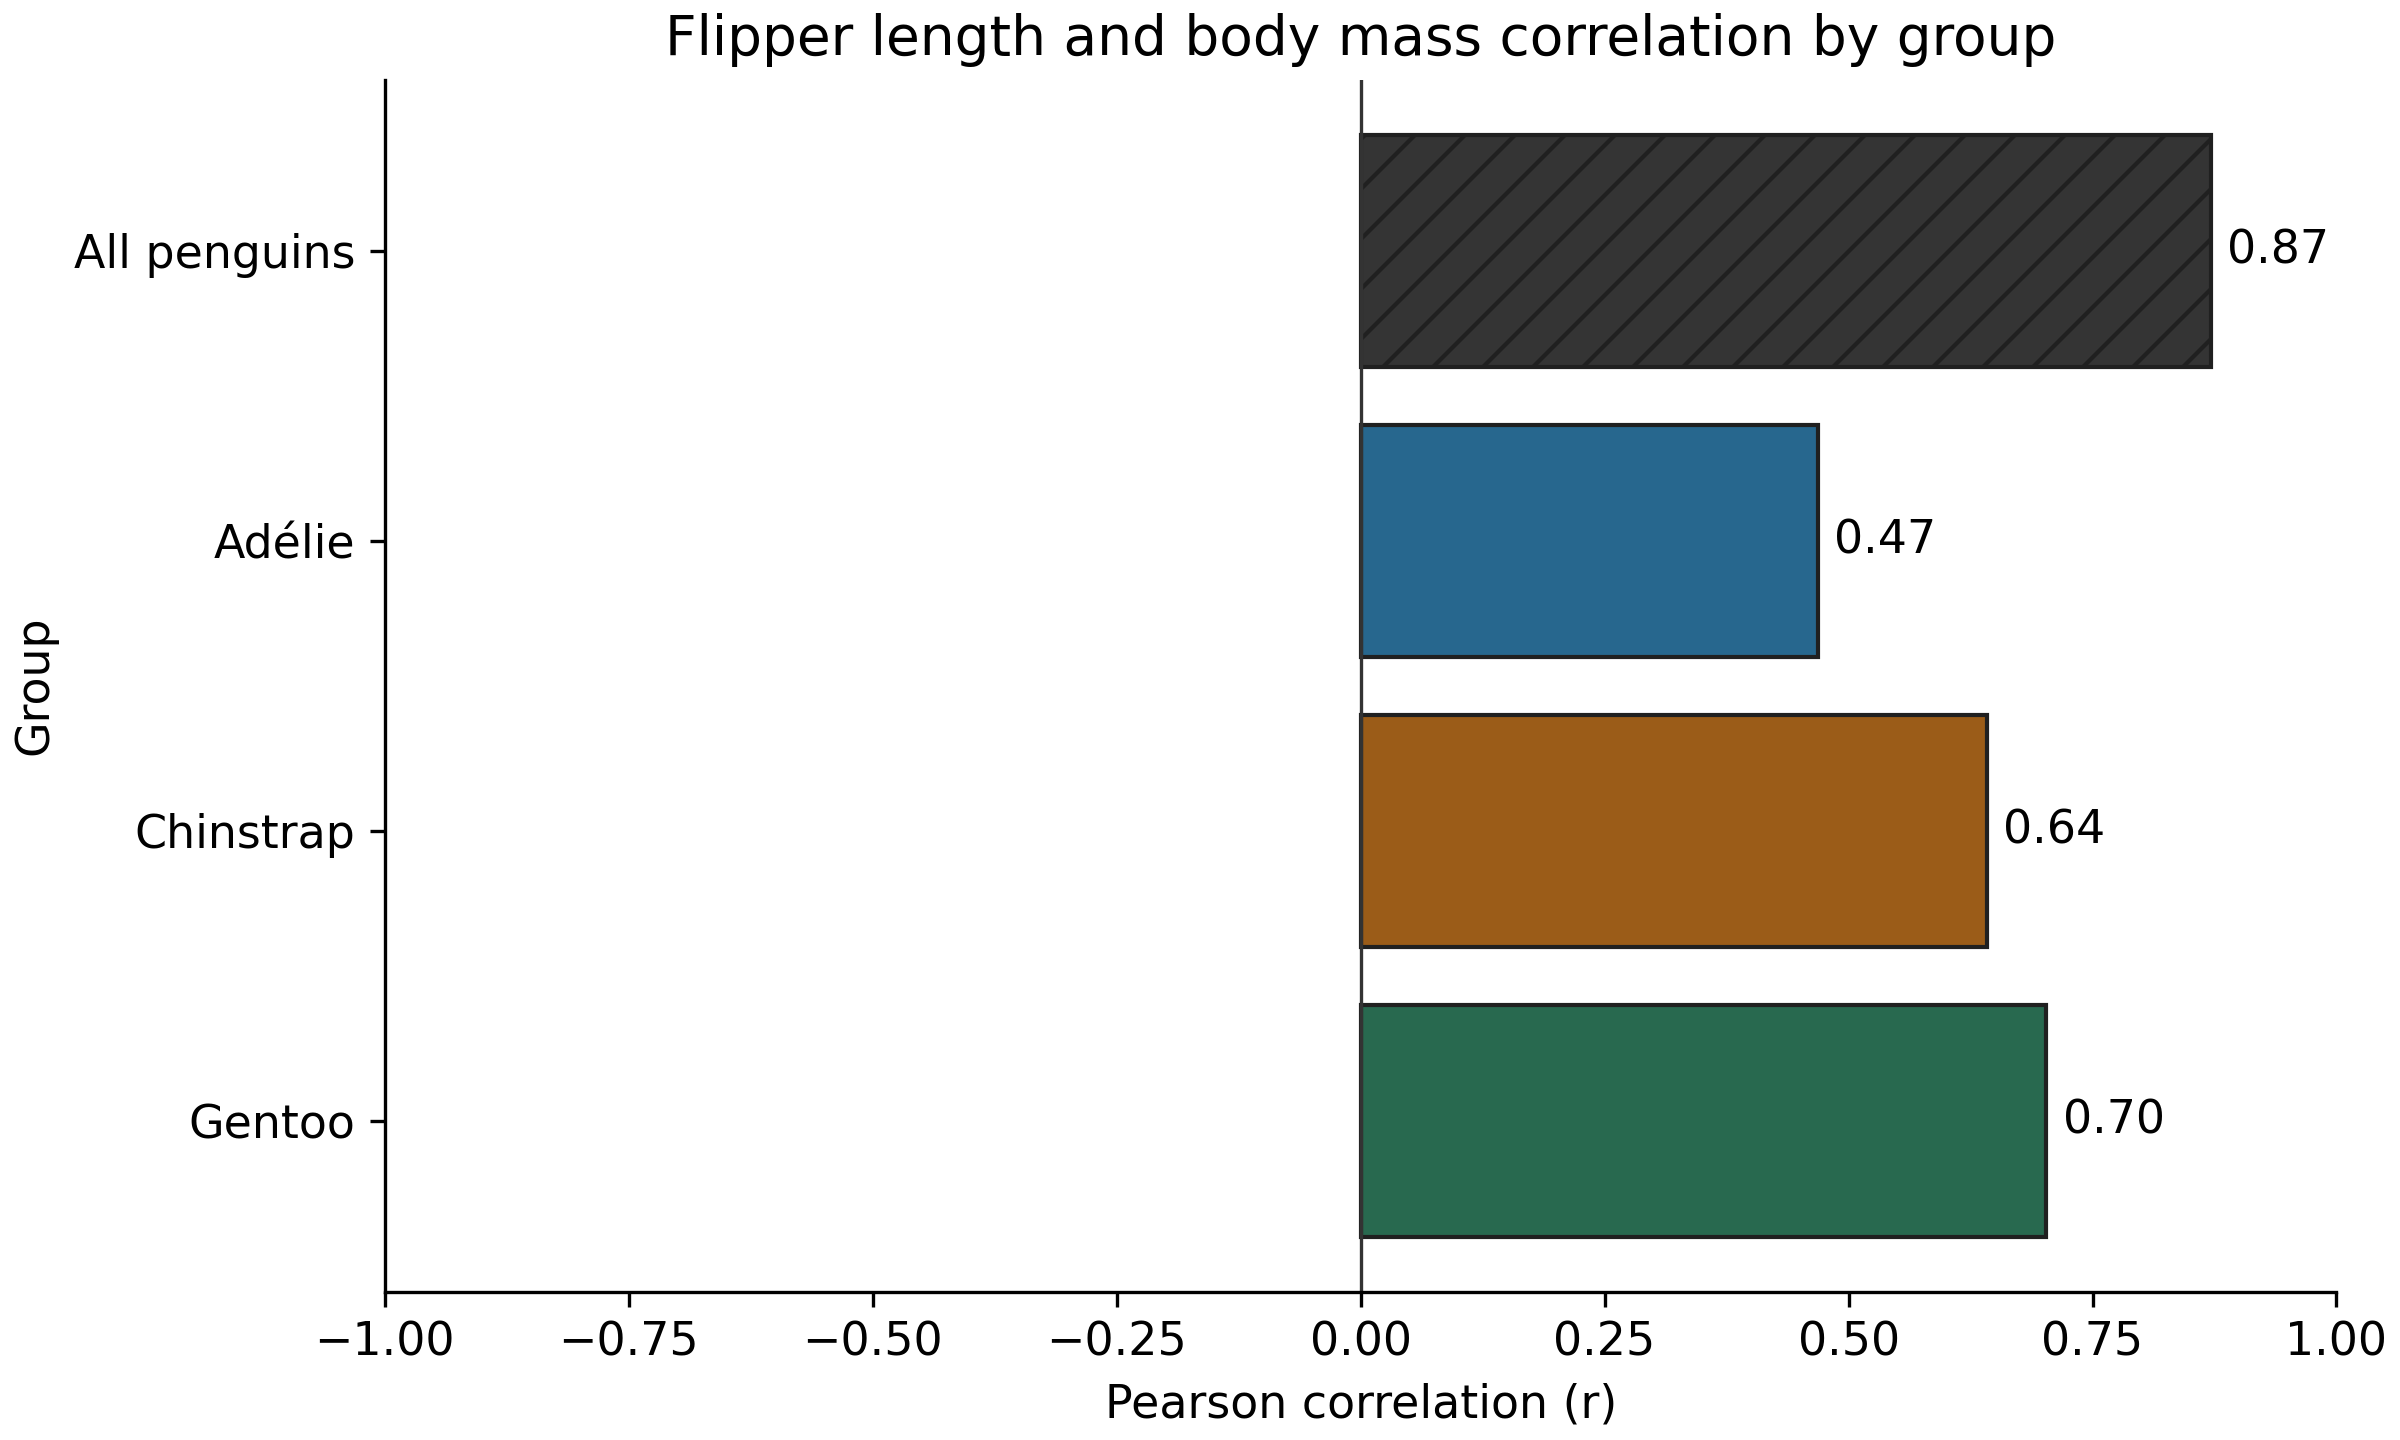 Flipper length and body mass correlation by group
All penguins
0.87
Adélie
0.47
Chinstrap
0.64
Gentoo
0.70
Group
−1.00 −0.75 −0.50 −0.25 0.00 0.25 0.50 0.75 1.00
Pearson correlation (r)